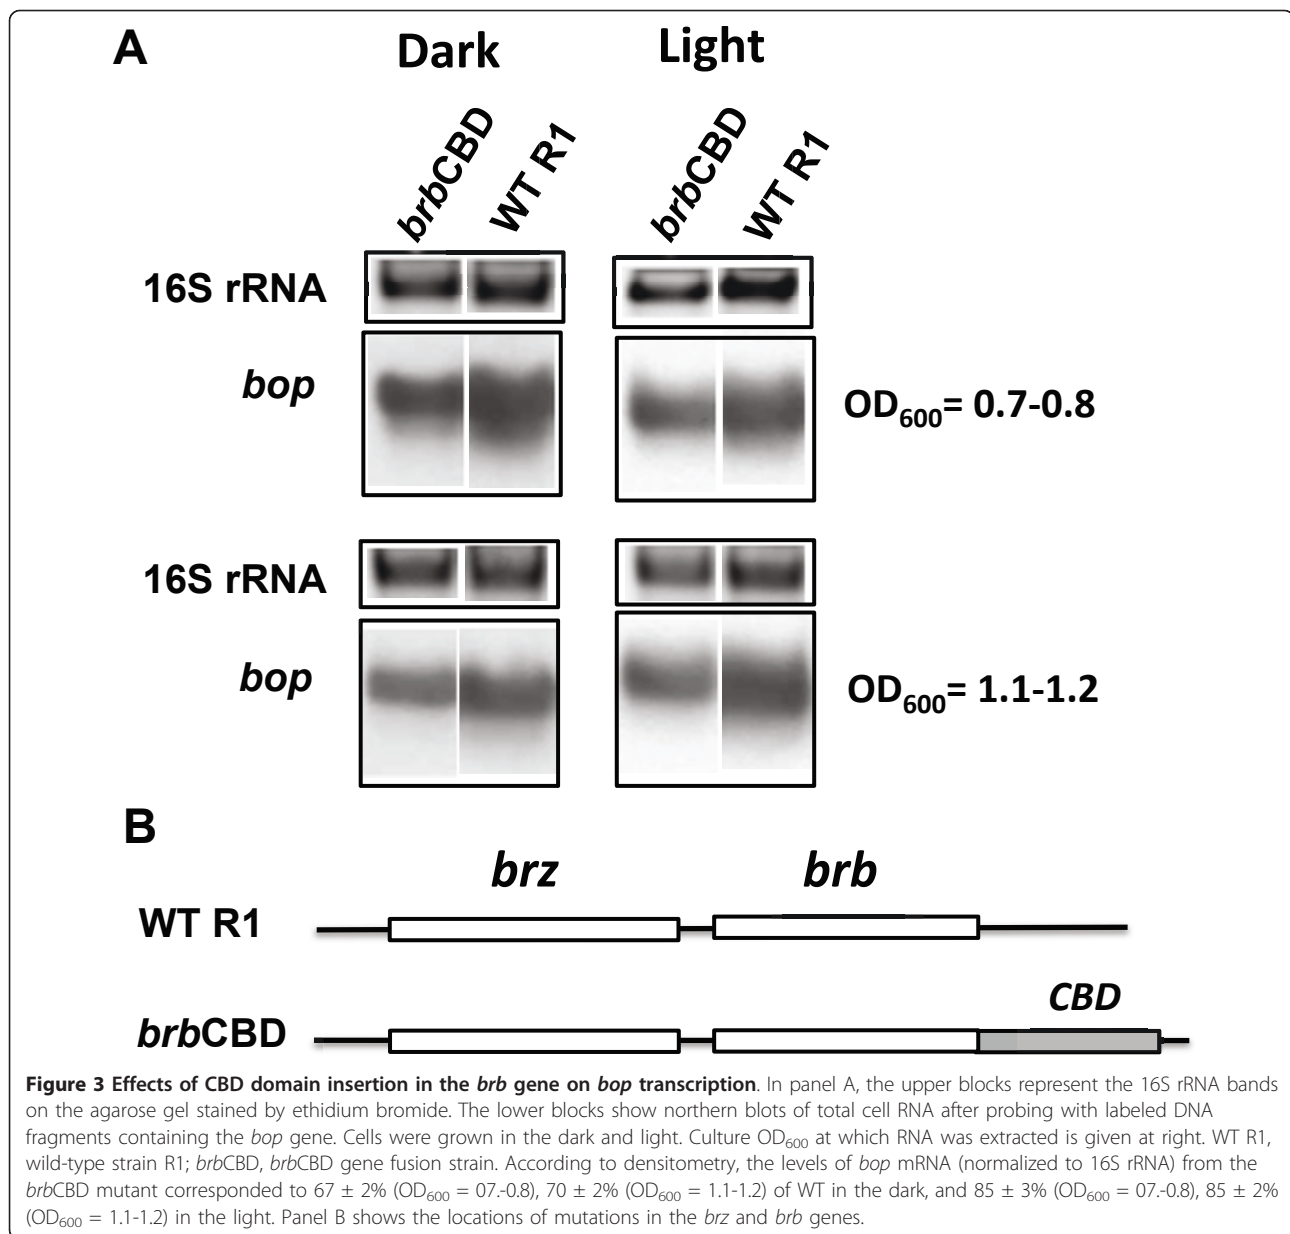 A
Dark
Light
brbCBD
WT R1
brbCBD
WT R1
16S rRNA
bop
OD600= 0.7-0.8
16S rRNA
bop
OD600= 1.1-1.2
B
brz
brb
WT R1
CBD
brbCBD
Figure 3 Effects of CBD domain insertion in the brb gene on bop transcription. In panel A, the upper blocks represent the 16S rRNA bands
on the agarose gel stained by ethidium bromide. The lower blocks show northern blots of total cell RNA after probing with labeled DNA
fragments containing the bop gene. Cells were grown in the dark and light. Culture OD600 at which RNA was extracted is given at right. WT R1,
wild-type strain R1; brbCBD, brbCBD gene fusion strain. According to densitometry, the levels of bop mRNA (normalized to 16S rRNA) from the
brbCBD mutant corresponded to 67 ± 2% (OD600 = 07.-0.8), 70 ± 2% (OD600 = 1.1-1.2) of WT in the dark, and 85 ± 3% (OD600 = 07.-0.8), 85 ± 2%
(OD600 = 1.1-1.2) in the light. Panel B shows the locations of mutations in the brz and brb genes.